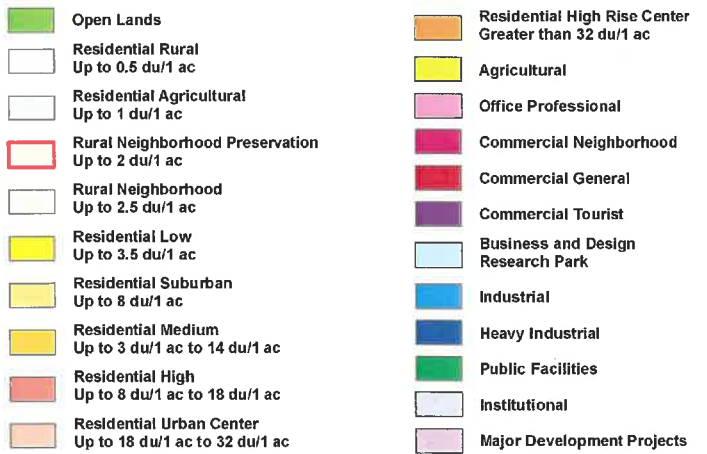 Open Lands
Residential Rural
Up to 0.5 du/1 ac
Residential Agricultural
Up to 1 du/1 ac
Rural Neighborhood Preservation
Up to 2 du/1 ac
Rural Neighborhood
Up to 2.5 du/1 ac
Residential Low
Up to 3.5 du/1 ac
Residential Suburban
Up to 8 du/1 ac
Residential Medium
Up to 3 du/1 ac to 14 du/1 ac
Residential High
Up to 8 du/1 ac to 18 du/1 ac
Residential Urban Center
Up to 18 du/1 ac to 32 du/1 ac
Residential High Rise Center
Greater than 32 du/1 ac
Agricultural
Office Professional
Commercial Neighborhood
Commercial General
Commercial Tourist
Business and Design
Research Park
Industrial
Heavy Industrial
Public Facilities
Institutional
Major Development Projects